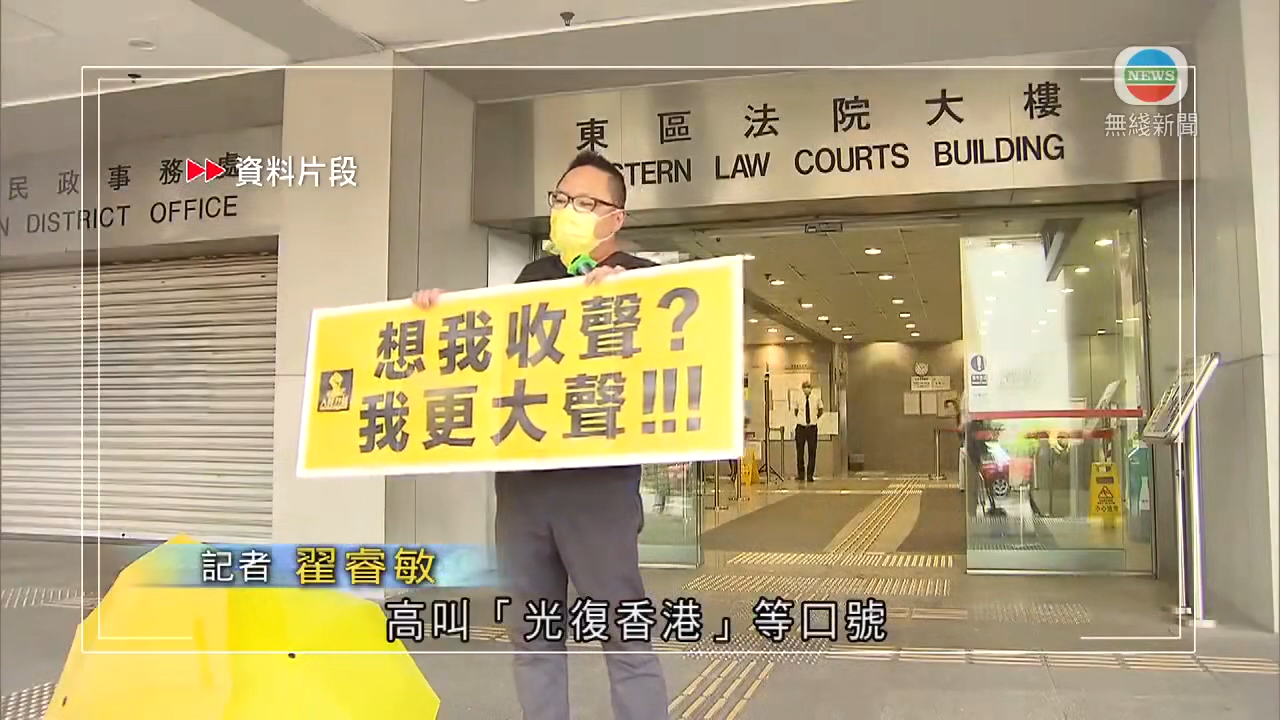 NEWS
無綫新聞
東區法院大樓
STERN LAW COURTS BUILDING
民政事務處
N DISTRICT OFFICE
資料片段
想我收聲?
我更大聲!!!
記者 翟睿敏
高叫「光復香港」等口號